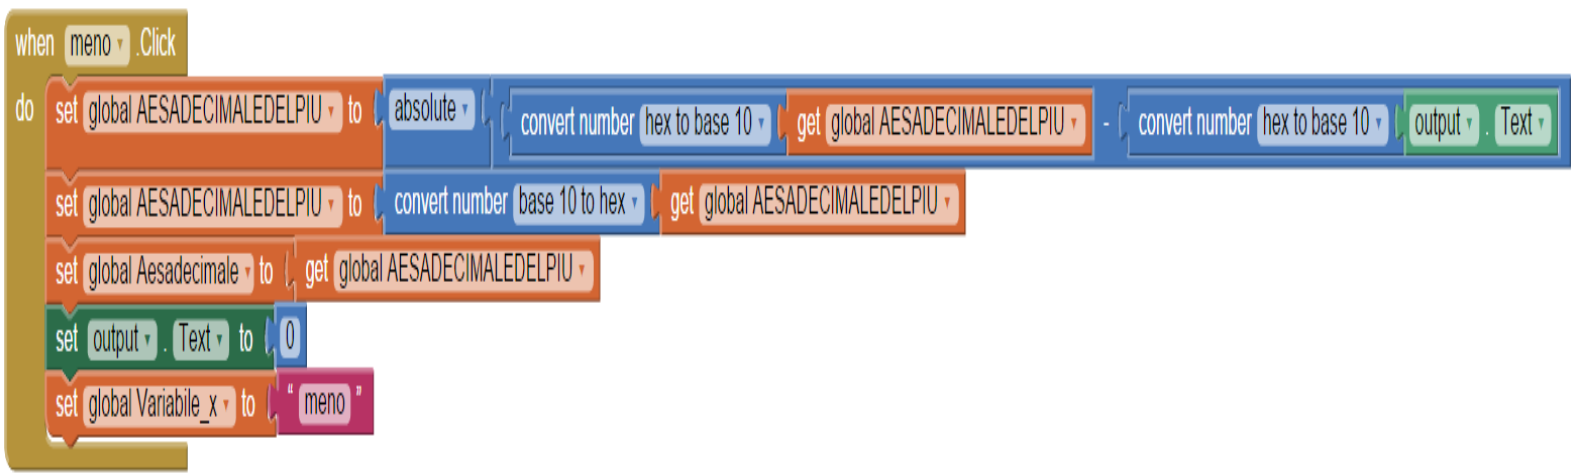 when meno .Click
do set global AESADECIMALEDELPIU to absolute convert number hex to base 10 get global AESADECIMALEDELPIU - convert number hex to base 10 output . Text
set global AESADECIMALEDELPIU to convert number base 10 to hex get global AESADECIMALEDELPIU
set global Aesadecimale to get global AESADECIMALEDELPIU
set output . Text to 0
set global Variabile_x to “ meno ”